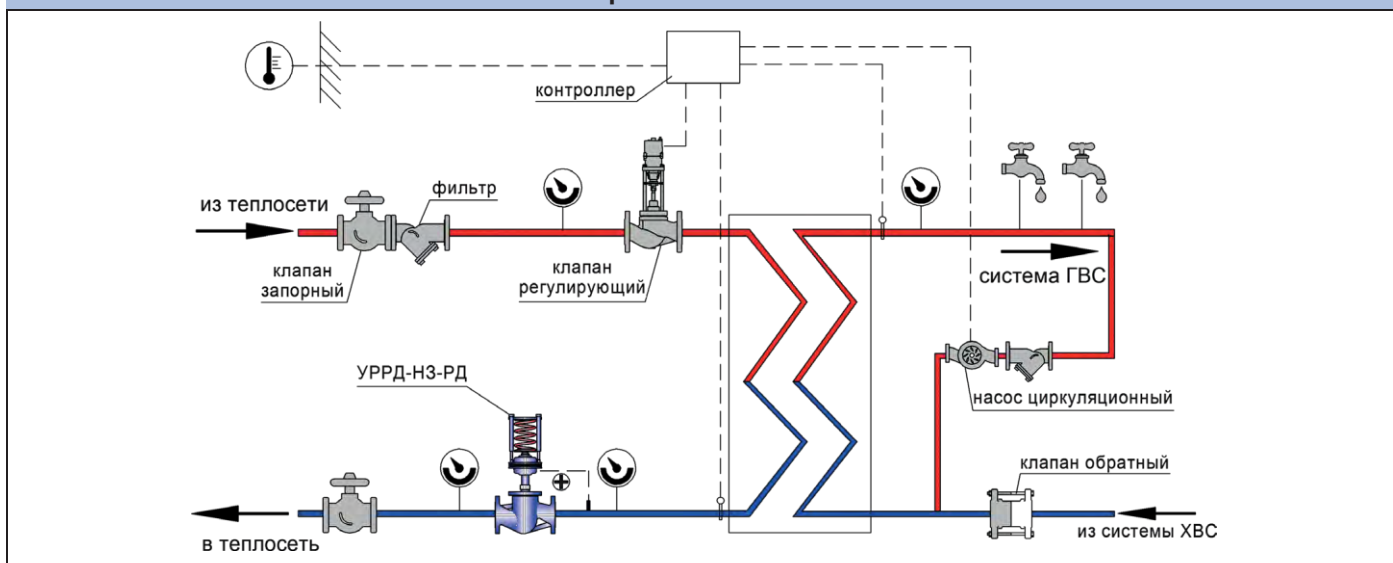 контроллер
из теплосети
фильтр
клапан
запорный
клапан
регулирующий
система ГВС
УРРД-НЗ-РД
насос циркуляционный
клапан обратный
в теплосеть
из системы ХВС